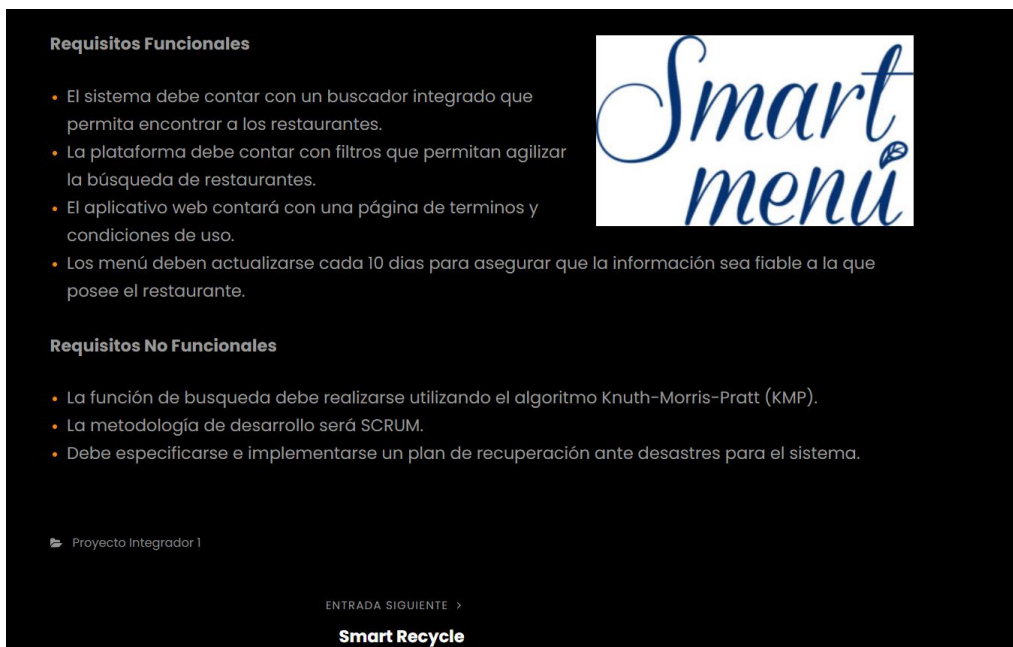 Requisitos Funcionales
Smart
menú
El sistema debe contar con un buscador integrado que
permita encontrar a los restaurantes.
La plataforma debe contar con filtros que permitan agilizar
la búsqueda de restaurantes.
El aplicativo web contará con una página de terminos y
condiciones de uso.
Los menú deben actualizarse cada 10 dias para asegurar que la información sea fiable a la que
posee el restaurante.
Requisitos No Funcionales
La función de busqueda debe realizarse utilizando el algoritmo Knuth-Morris-Pratt (KMP).
La metodología de desarrollo será SCRUM.
Debe especificarse e implementarse un plan de recuperación ante desastres para el sistema.
Proyecto Integrador 1
ENTRADA SIGUIENTE >
Smart Recycle